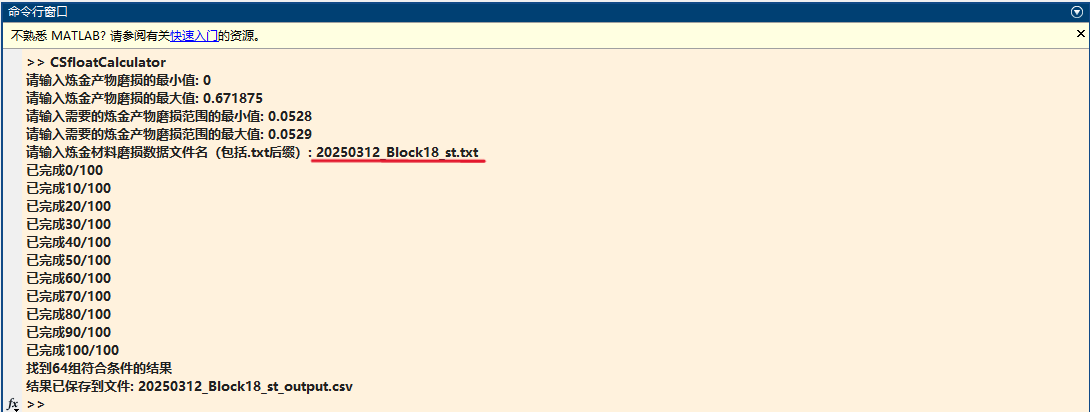 命令行窗口
不熟悉 MATLAB? 请参阅有关快速入门的资源。
>> CSfloatCalculator
请输入炼金产物磨损的最小值: 0
请输入炼金产物磨损的最大值: 0.671875
请输入需要的炼金产物磨损范围的最小值: 0.0528
请输入需要的炼金产物磨损范围的最大值: 0.0529
请输入炼金材料磨损数据文件名（包括.txt后缀）: 20250312_Block18_st.txt
已完成0/100
已完成10/100
已完成20/100
已完成30/100
已完成40/100
已完成50/100
已完成60/100
已完成70/100
已完成80/100
已完成90/100
已完成100/100
找到64组符合条件的结果
结果已保存到文件: 20250312_Block18_st_output.csv
fx >>